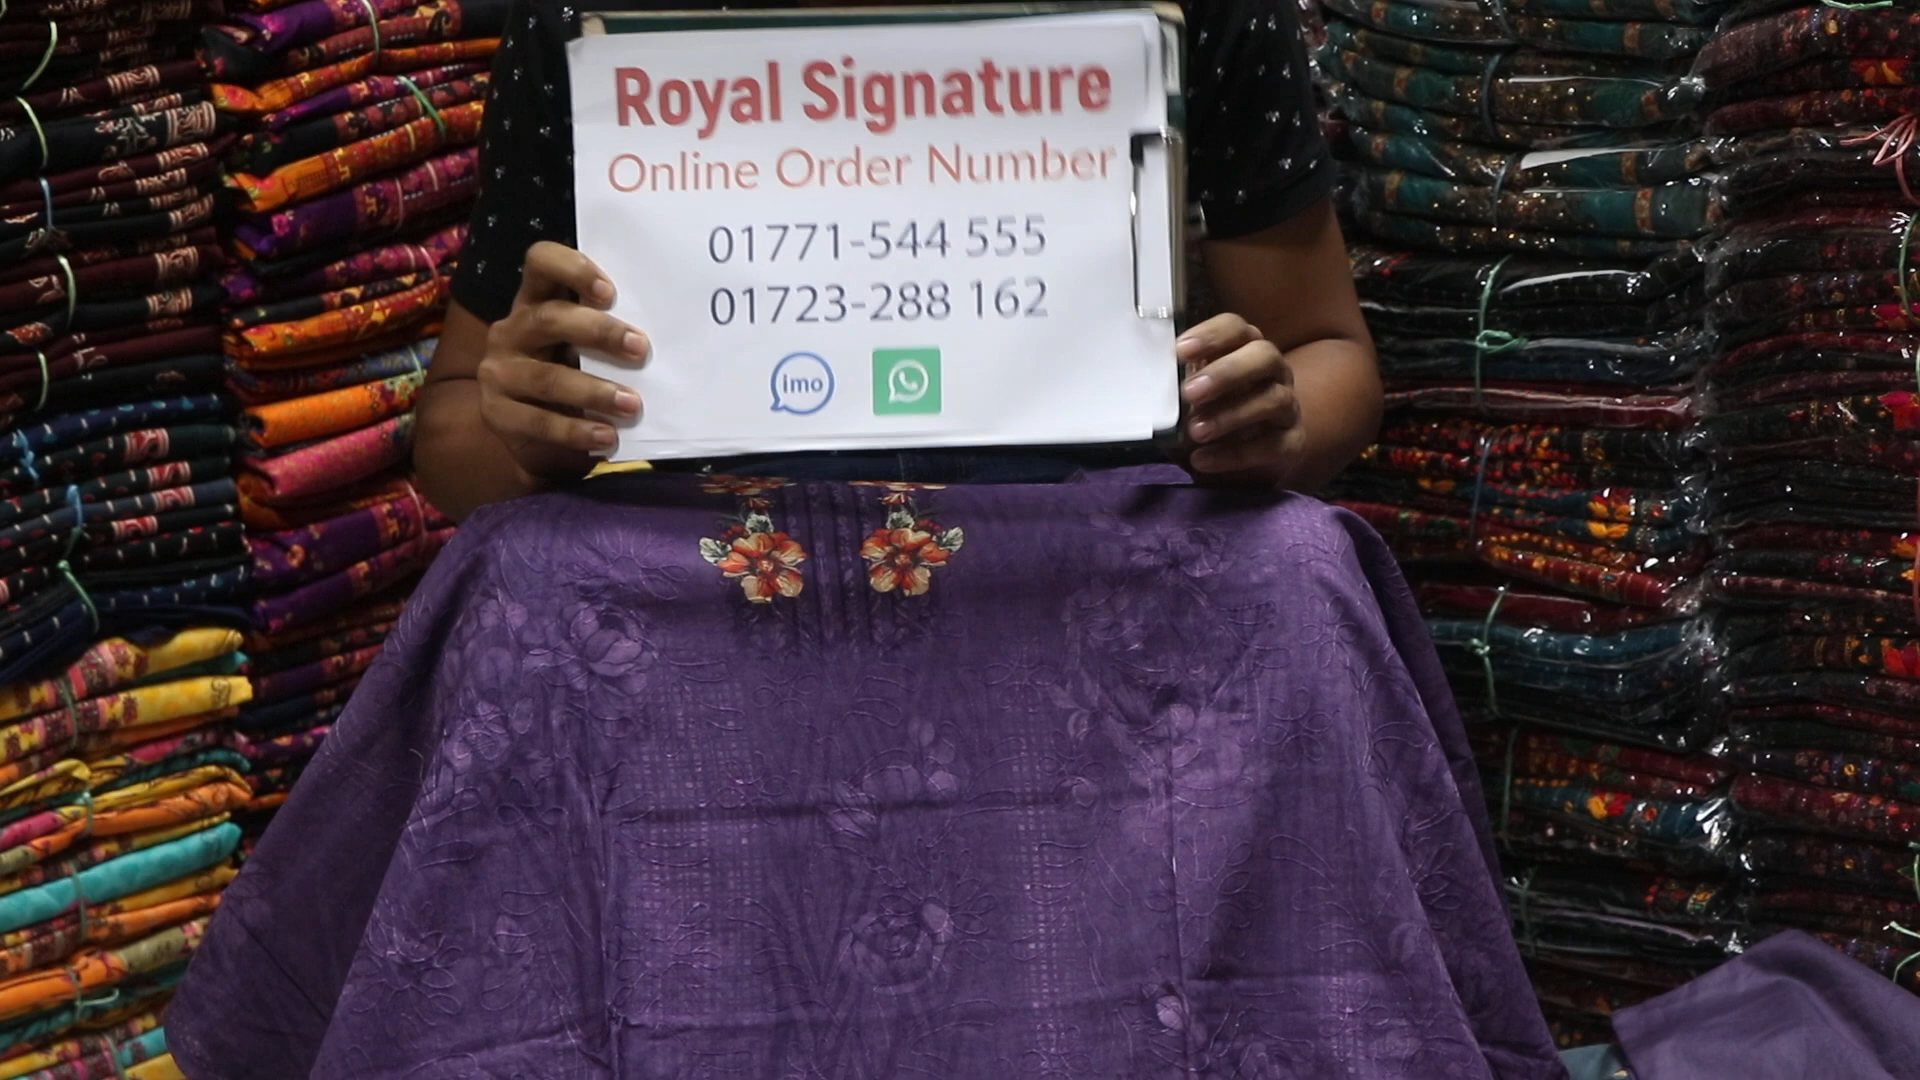 Royal Signature
Online Order Number
01771-544 555
01723-288 162
imo